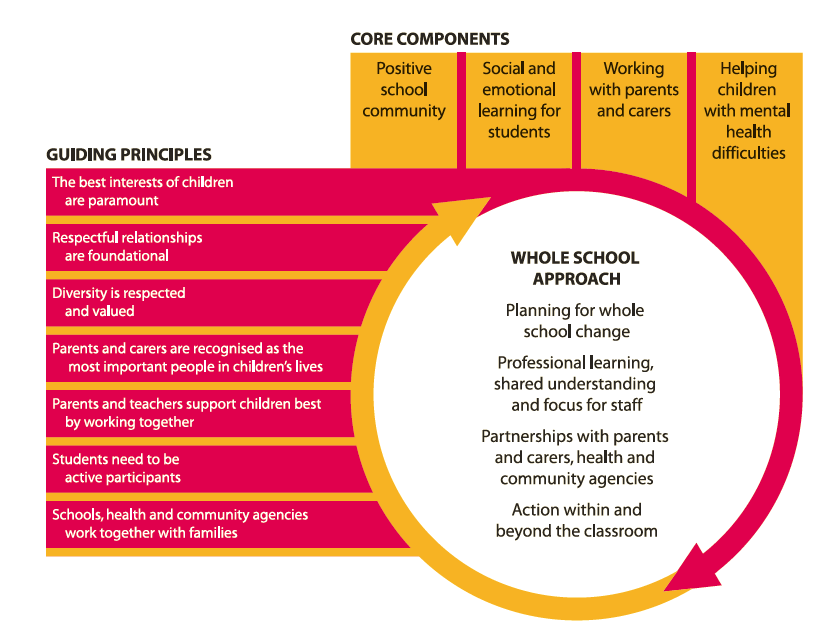 CORE COMPONENTS
Positive
school
community
Social and
emotional
learning for
students
Working
with parents
and carers
Helping
children
with mental
health
difficulties
GUIDING PRINCIPLES
The best interests of children
are paramount
Respectful relationships
are foundational
Diversity is respected
and valued
Parents and carers are recognised as the
most important people in children's lives
Parents and teachers support children best
by working together
Students need to be
active participants
Schools, health and community agencies
work together with families
WHOLE SCHOOL
APPROACH
Planning for whole
school change
Professional learning,
shared understanding
and focus for staff
Partnerships with parents
and carers, health and
community agencies
Action within and
beyond the classroom